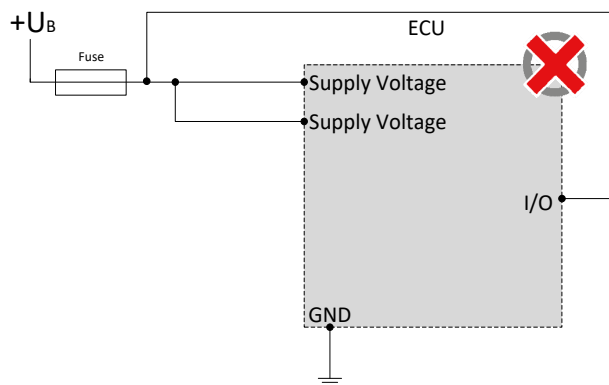 +UB
ECU
Fuse
Supply Voltage
Supply Voltage
I/O
GND